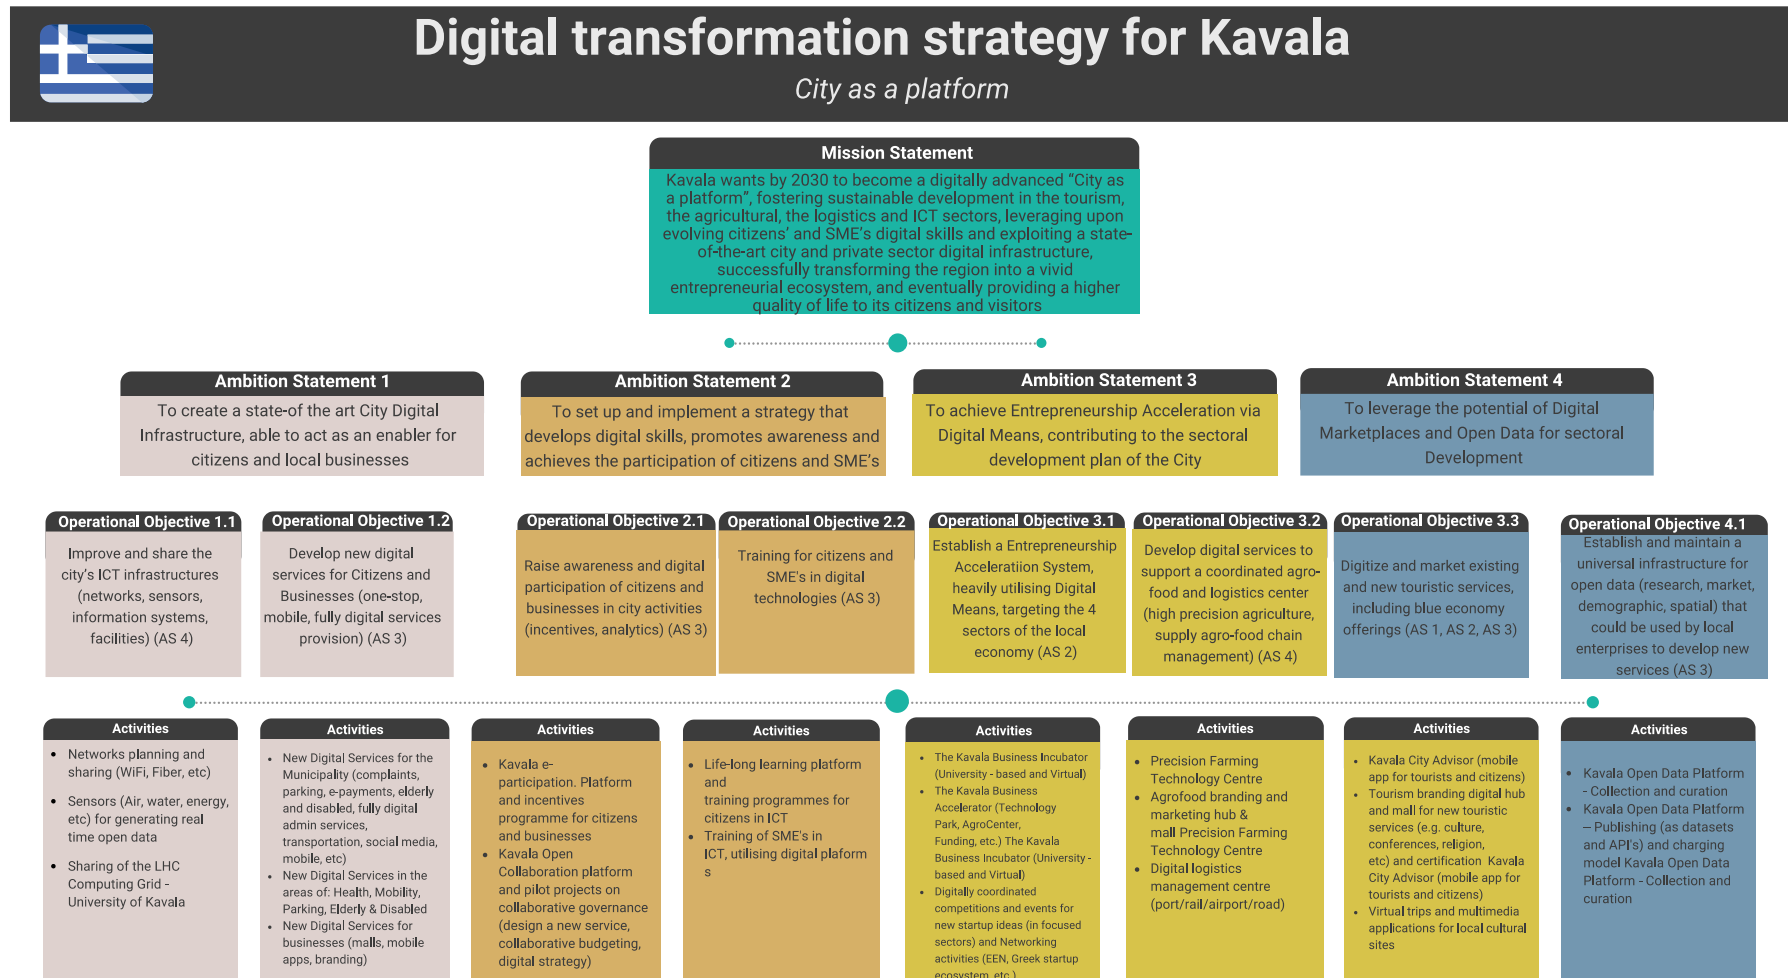 Digital transformation strategy for Kavala
City as a platform
Mission Statement
Kavala wants by 2030 to become a digitally advanced “City as
a platform”, fostering sustainable development in the tourism,
the agricultural, the logistics and ICT sectors, leveraging upon
evolving citizens’ and SME’s digital skills and exploiting a state-
of-the-art city and private sector digital infrastructure,
successfully transforming the region into a vivid
entrepreneurial ecosystem, and eventually providing a higher
quality of life to its citizens and visitors
Ambition Statement 1
To create a state-of the art City Digital
Infrastructure, able to act as an enabler for
citizens and local businesses
Ambition Statement 2
To set up and implement a strategy that
develops digital skills, promotes awareness and
achieves the participation of citizens and SME’s
Ambition Statement 3
To achieve Entrepreneurship Acceleration via
Digital Means, contributing to the sectoral
development plan of the City
Ambition Statement 4
To leverage the potential of Digital
Marketplaces and Open Data for sectoral
Development
Operational Objective 1.1
Improve and share the
city’s ICT infrastructures
(networks, sensors,
information systems,
facilities) (AS 4)
Operational Objective 1.2
Develop new digital
services for Citizens and
Businesses (one-stop,
mobile, fully digital services
provision) (AS 3)
Operational Objective 2.1
Raise awareness and digital
participation of citizens and
businesses in city activities
(incentives, analytics) (AS 3)
Operational Objective 2.2
Training for citizens and
SME's in digital
technologies (AS 3)
Operational Objective 3.1
Establish a Entrepreneurship
Acceleratiion System,
heavily utilising Digital
Means, targeting the 4
sectors of the local
economy (AS 2)
Operational Objective 3.2
Develop digital services to
support a coordinated agro-
food and logistics center
(high precision agriculture,
supply agro-food chain
management) (AS 4)
Operational Objective 3.3
Digitize and market existing
and new touristic services,
including blue economy
offerings (AS 1, AS 2, AS 3)
Operational Objective 4.1
Establish and maintain a
universal infrastructure for
open data (research, market,
demographic, spatial) that
could be used by local
enterprises to develop new
services (AS 3)
Activities
• Networks planning and
sharing (WiFi, Fiber, etc)
• Sensors (Air, water, energy,
etc) for generating real
time open data
• Sharing of the LHC
Computing Grid -
University of Kavala
Activities
• New Digital Services for the
Municipality (complaints,
parking, e-payments, elderly
and disabled, fully digital
admin services,
transportation, social media,
mobile, etc)
• New Digital Services in the
areas of: Health, Mobility,
Parking, Elderly & Disabled
• New Digital Services for
businesses (malls, mobile
apps, branding)
Activities
• Kavala e-
participation. Platform
and incentives
programme for citizens
and businesses
• Kavala Open
Collaboration platform
and pilot projects on
collaborative governance
(design a new service,
collaborative budgeting,
digital strategy)
Activities
• Life-long learning platform
and
training programmes for
citizens in ICT
• Training of SME's in
ICT, utilising digital plaform
s
Activities
• The Kavala Business Incubator
(University - based and Virtual)
• The Kavala Business
Accelerator (Technology
Park, AgroCenter,
Funding, etc.) The Kavala
Business Incubator (University -
based and Virtual)
• Digitally coordinated
competitions and events for
new startup ideas (in focused
sectors) and Networking
activities (EEN, Greek startup
ecosystem, etc.)
Activities
• Precision Farming
Technology Centre
• Agrofood branding and
marketing hub &
mall Precision Farming
Technology Centre
• Digital logistics
management centre
(port/rail/airport/road)
Activities
• Kavala City Advisor (mobile
app for tourists and citizens)
• Tourism branding digital hub
and mall for new touristic
services (e.g. culture,
conferences, religion,
etc) and certification Kavala
City Advisor (mobile app for
tourists and citizens)
• Virtual trips and multimedia
applications for local cultural
sites
Activities
• Kavala Open Data Platform
- Collection and curation
• Kavala Open Data Platform
– Publishing (as datasets
and API's) and charging
model Kavala Open Data
Platform - Collection and
curation